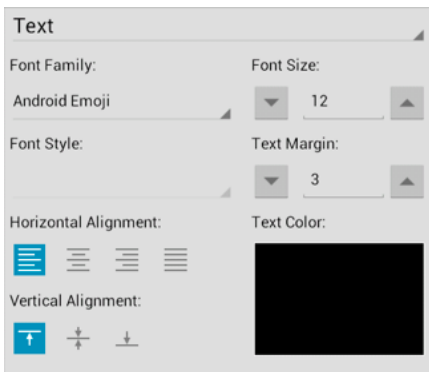 Text
Font Family:
Font Size:
Android Emoji
12
Font Style:
Text Margin:
3
Horizontal Alignment:
Text Color:
Vertical Alignment: